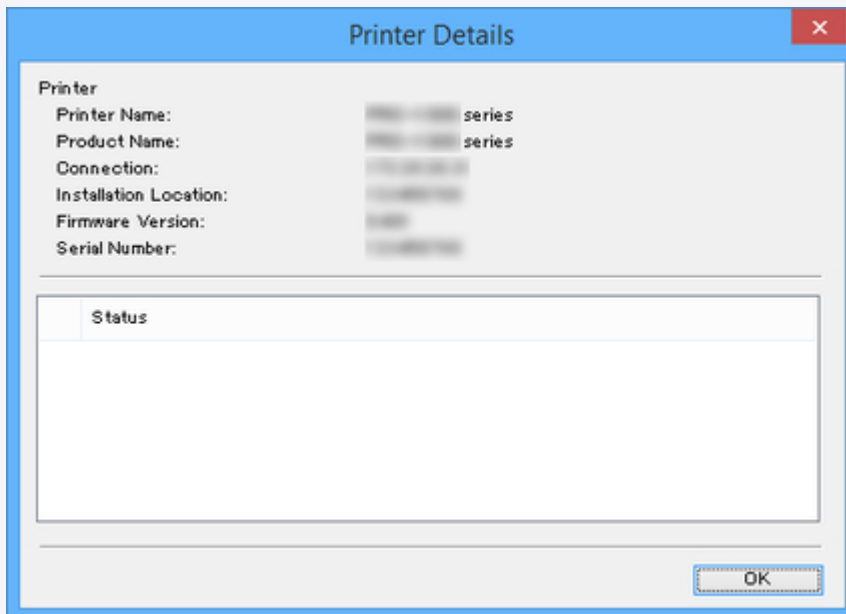 Printer Details
Printer
Printer Name: series
Product Name: series
Connection:
Installation Location:
Firmware Version:
Serial Number:
Status
OK